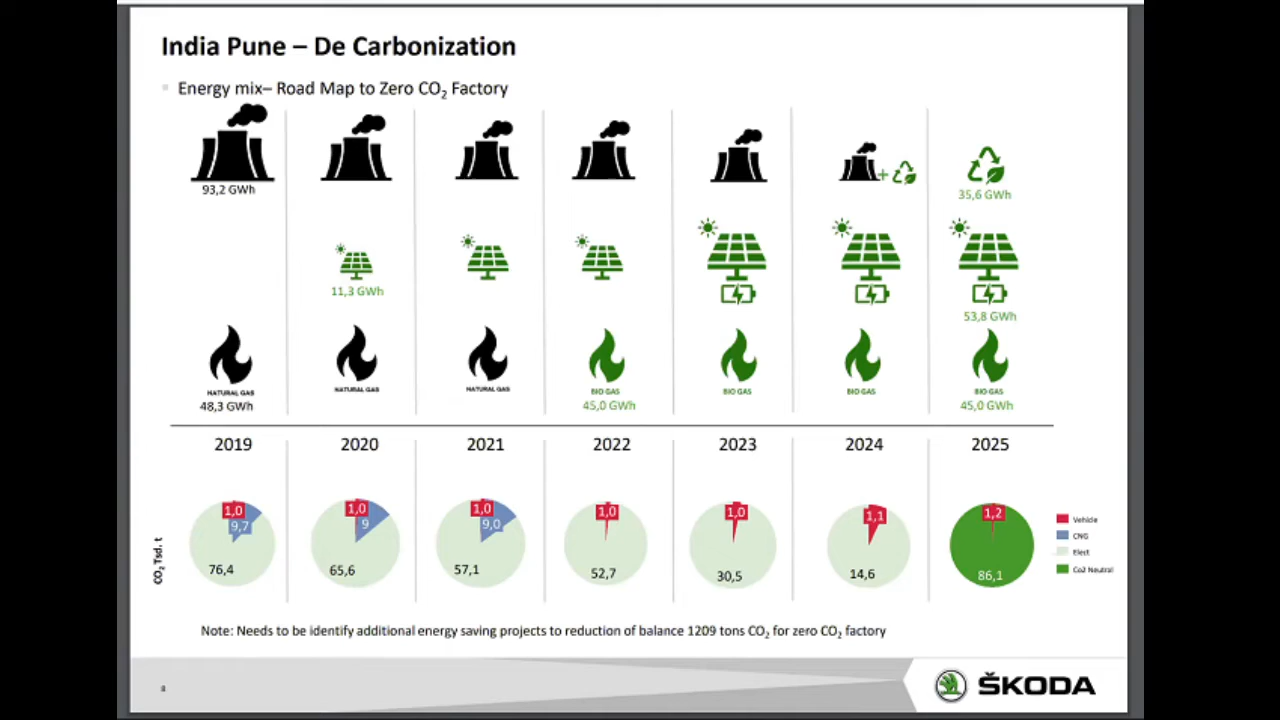 India Pune – De Carbonization
Energy mix– Road Map to Zero CO₂ Factory
93,2 GWh
35,6 GWh
11,3 GWh
53,8 GWh
NATURAL GAS
NATURAL GAS
NATURAL GAS
BIO GAS
BIO GAS
BIO GAS
BIO GAS
48,3 GWh
45,0 GWh
45,0 GWh
2019 2020 2021 2022 2023 2024 2025
CO₂ Tsd. t
1,0 9,7 76,4
1,0 9 65,6
1,0 9,0 57,1
1,0 52,7
1,0 30,5
1,1 14,6
1,2 86,1
Vehicle
CNG
Elect
Co2 Neutral
Note: Needs to be identify additional energy saving projects to reduction of balance 1209 tons CO₂ for zero CO₂ factory
8
ŠKODA